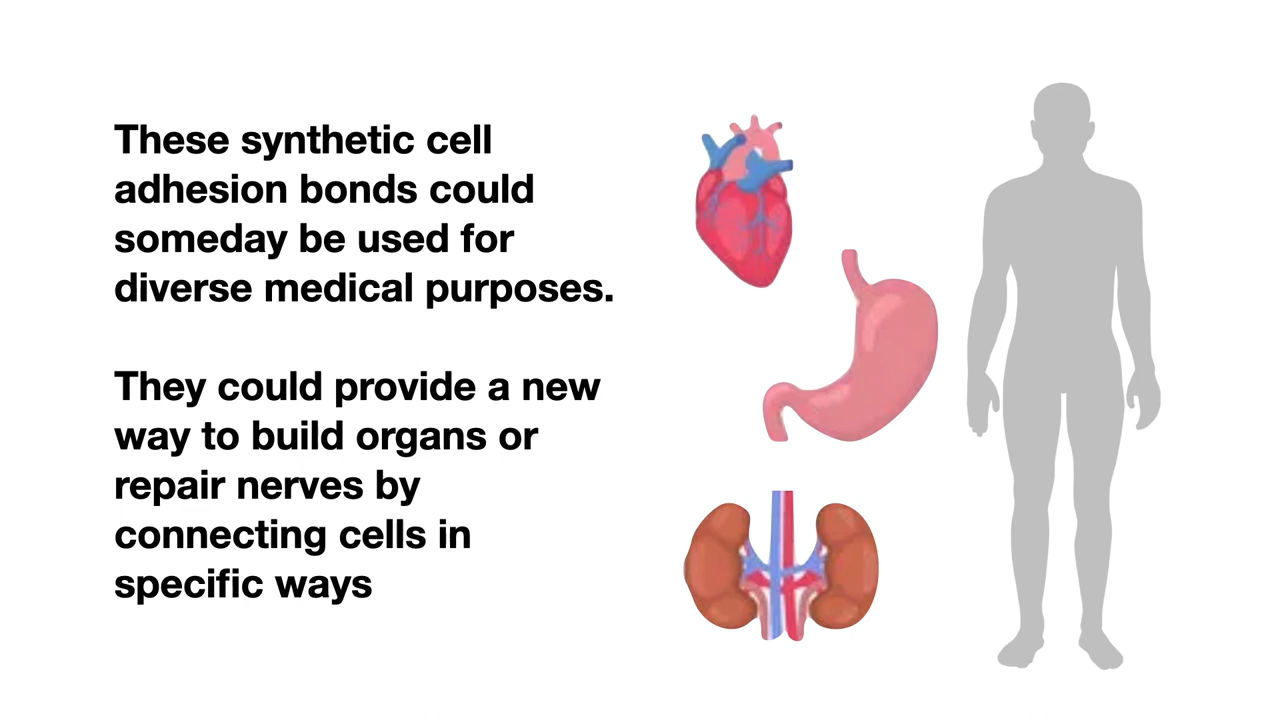 These synthetic cell
adhesion bonds could
someday be used for
diverse medical purposes.
They could provide a new
way to build organs or
repair nerves by
connecting cells in
specific ways